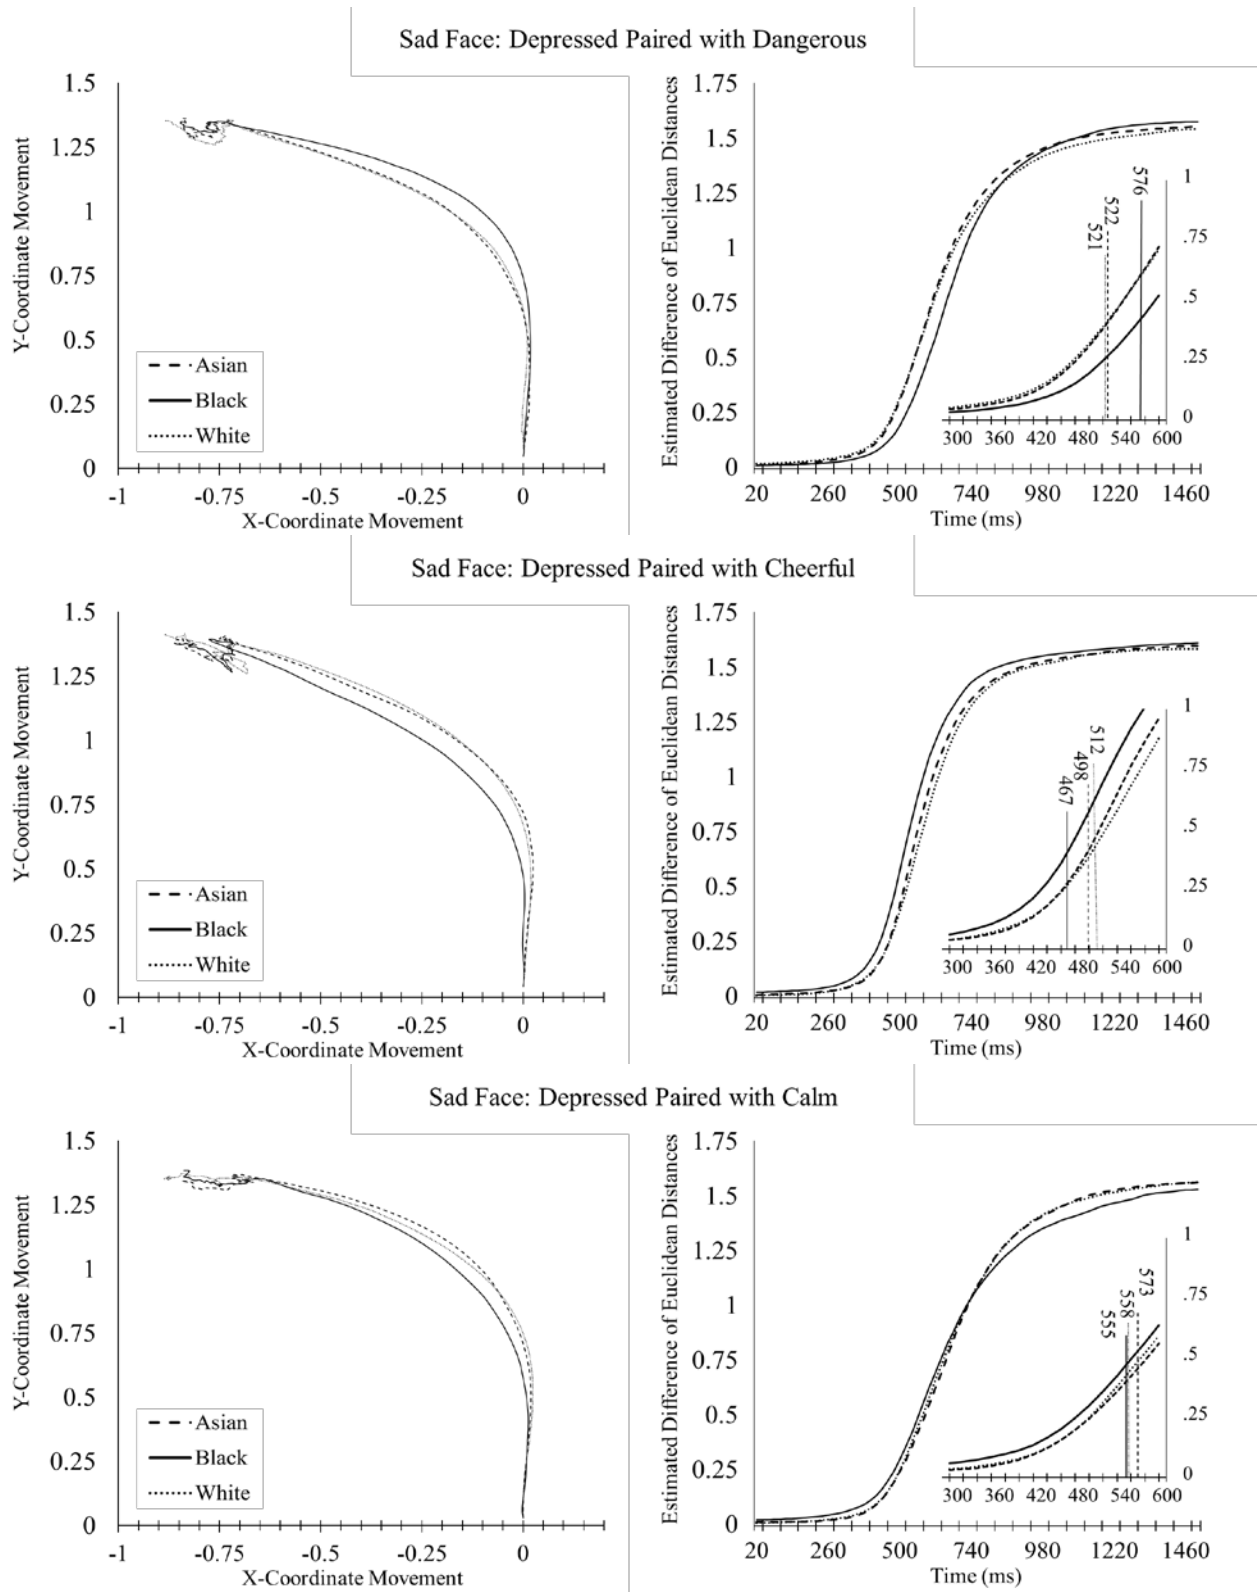 Sad Face: Depressed Paired with Dangerous
Y-Coordinate Movement
1.5
1.25
1
0.75
0.5
0.25
0
Asian
Black
White
-1 -0.75 -0.5 -0.25 0
X-Coordinate Movement
Estimated Difference of Euclidean Distances
1.75
1.5
1.25
1
0.75
0.5
0.25
0
521 522 576
1
.75
.5
.25
0
300 360 420 480 540 600
20 260 500 740 980 1220 1460
Time (ms)
Sad Face: Depressed Paired with Cheerful
Y-Coordinate Movement
1.5
1.25
1
0.75
0.5
0.25
0
Asian
Black
White
-1 -0.75 -0.5 -0.25 0
X-Coordinate Movement
Estimated Difference of Euclidean Distances
1.75
1.5
1.25
1
0.75
0.5
0.25
0
467 498 512
1
.75
.5
.25
0
300 360 420 480 540 600
20 260 500 740 980 1220 1460
Time (ms)
Sad Face: Depressed Paired with Calm
Y-Coordinate Movement
1.5
1.25
1
0.75
0.5
0.25
0
Asian
Black
White
-1 -0.75 -0.5 -0.25 0
X-Coordinate Movement
Estimated Difference of Euclidean Distances
1.75
1.5
1.25
1
0.75
0.5
0.25
0
555 558 573
1
.75
.5
.25
0
300 360 420 480 540 600
20 260 500 740 980 1220 1460
Time (ms)